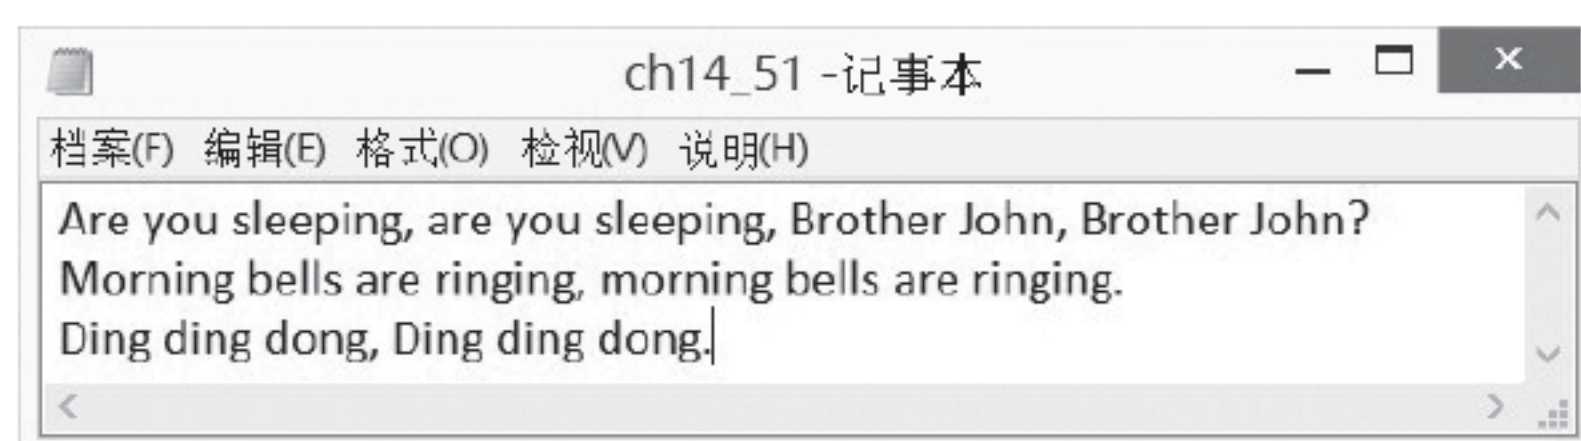 ch14_51 -记事本
档案(F) 编辑(E) 格式(O) 检视(V) 说明(H)
Are you sleeping, are you sleeping, Brother John, Brother John?
Morning bells are ringing, morning bells are ringing.
Ding ding dong, Ding ding dong.